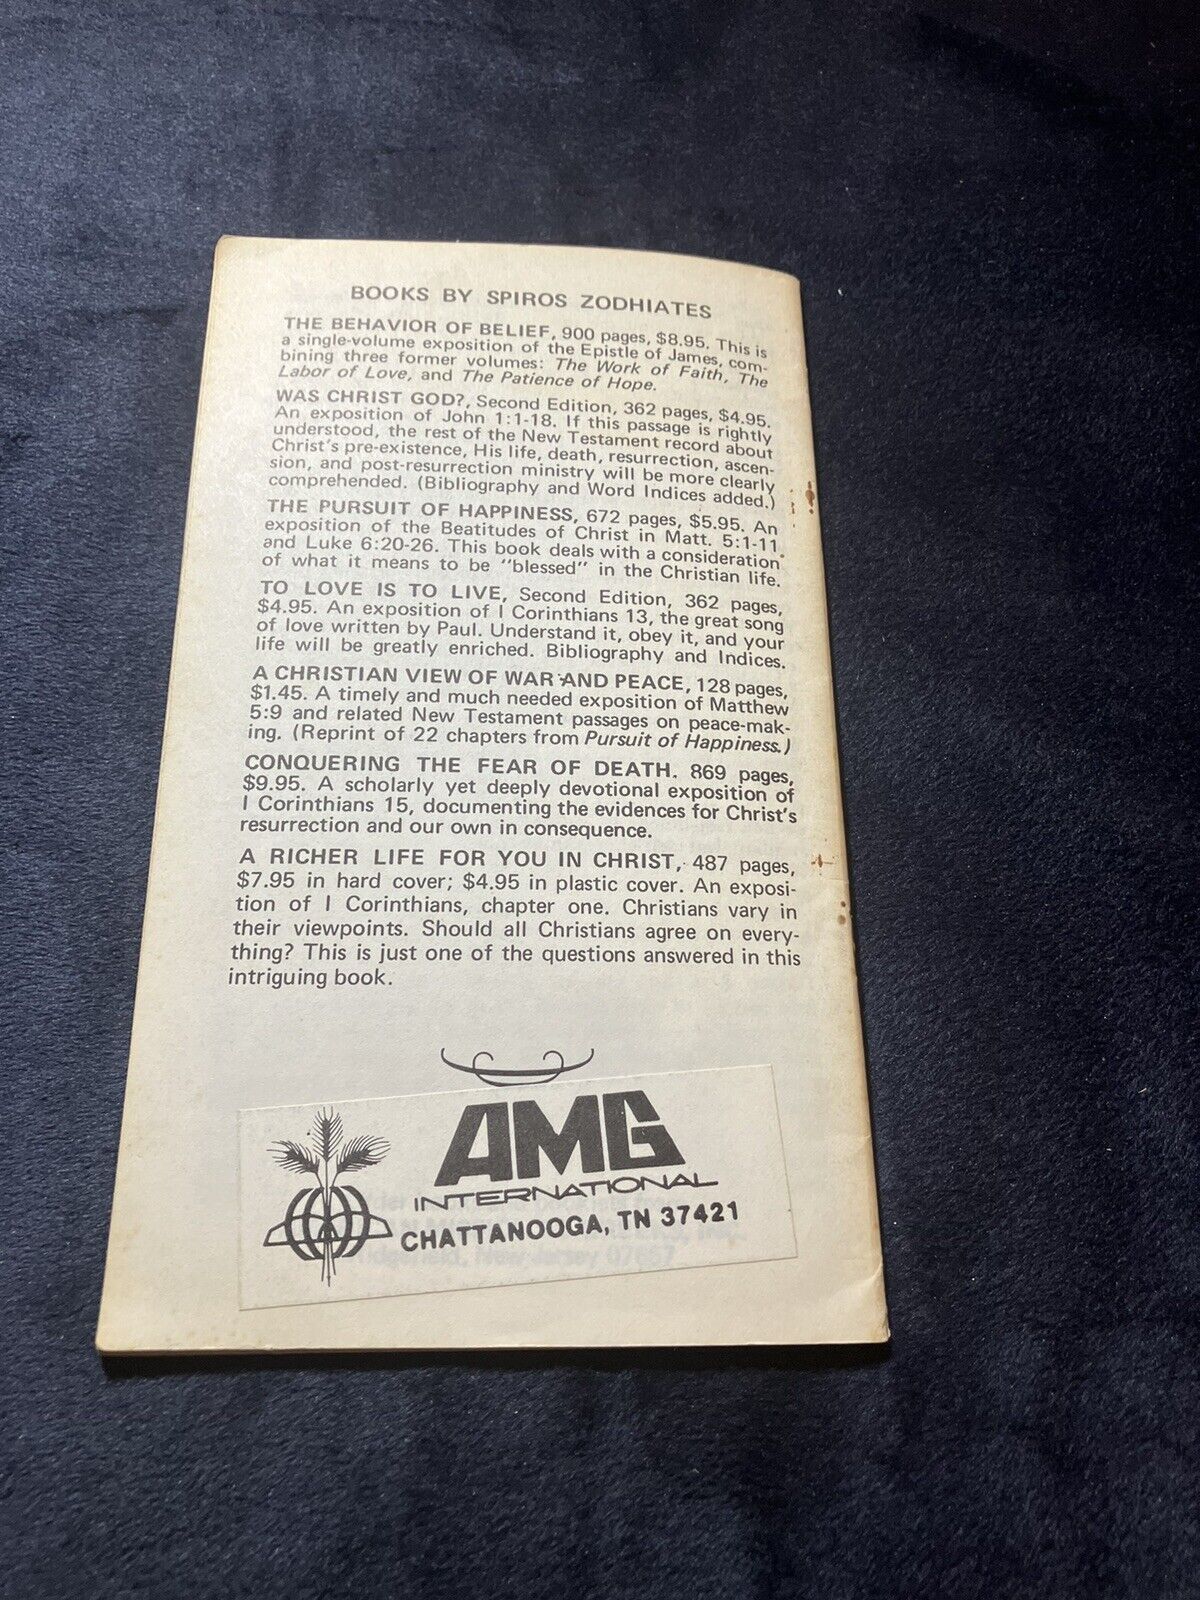 BOOKS BY SPIROS ZODHIATES
THE BEHAVIOR OF BELIEF, 900 pages, $8.95. This is
a single-volume exposition of the Epistle of James, com-
bining three former volumes: The Work of Faith, The
Labor of Love, and The Patience of Hope.
WAS CHRIST GOD?, Second Edition, 362 pages, $4.95.
An exposition of John 1:1-18. If this passage is rightly
understood, the rest of the New Testament record about
Christ's pre-existence, His life, death, resurrection, ascen-
sion, and post-resurrection ministry will be more clearly
comprehended. (Bibliography and Word Indices added.)
THE PURSUIT OF HAPPINESS, 672 pages, $5.95. An
exposition of the Beatitudes of Christ in Matt. 5:1-11
and Luke 6:20-26. This book deals with a consideration
of what it means to be "blessed" in the Christian life.
TO LOVE IS TO LIVE, Second Edition, 362 pages,
$4.95. An exposition of I Corinthians 13, the great song
of love written by Paul. Understand it, obey it, and your
life will be greatly enriched. Bibliography and Indices.
A CHRISTIAN VIEW OF WAR AND PEACE, 128 pages,
$1.45. A timely and much needed exposition of Matthew
5:9 and related New Testament passages on peace-mak-
ing. (Reprint of 22 chapters from Pursuit of Happiness.)
CONQUERING THE FEAR OF DEATH. 869 pages,
$9.95. A scholarly yet deeply devotional exposition of
I Corinthians 15, documenting the evidences for Christ's
resurrection and our own in consequence.
A RICHER LIFE FOR YOU IN CHRIST, 487 pages,
$7.95 in hard cover; $4.95 in plastic cover. An exposi-
tion of I Corinthians, chapter one. Christians vary in
their viewpoints. Should all Christians agree on every-
thing? This is just one of the questions answered in this
intriguing book.
AMG
INTERNATIONAL
CHATTANOOGA, TN 37421
New Jersey 07657